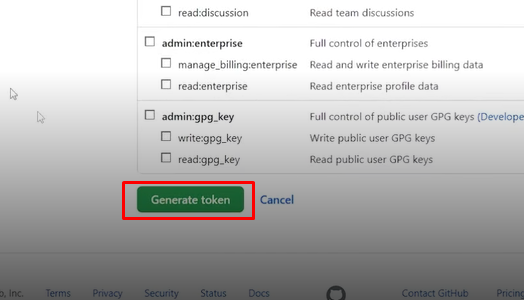 read:discussion Read team discussions
admin:enterprise Full control of enterprises
manage_billing:enterprise Read and write enterprise billing data
read:enterprise Read enterprise profile data
admin:gpg_key Full control of public user GPG keys (Develope
write:gpg_key Write public user GPG keys
read:gpg_key Read public user GPG keys
Generate token Cancel
o, Inc. Terms Privacy Security Status Docs Contact GitHub Pricing